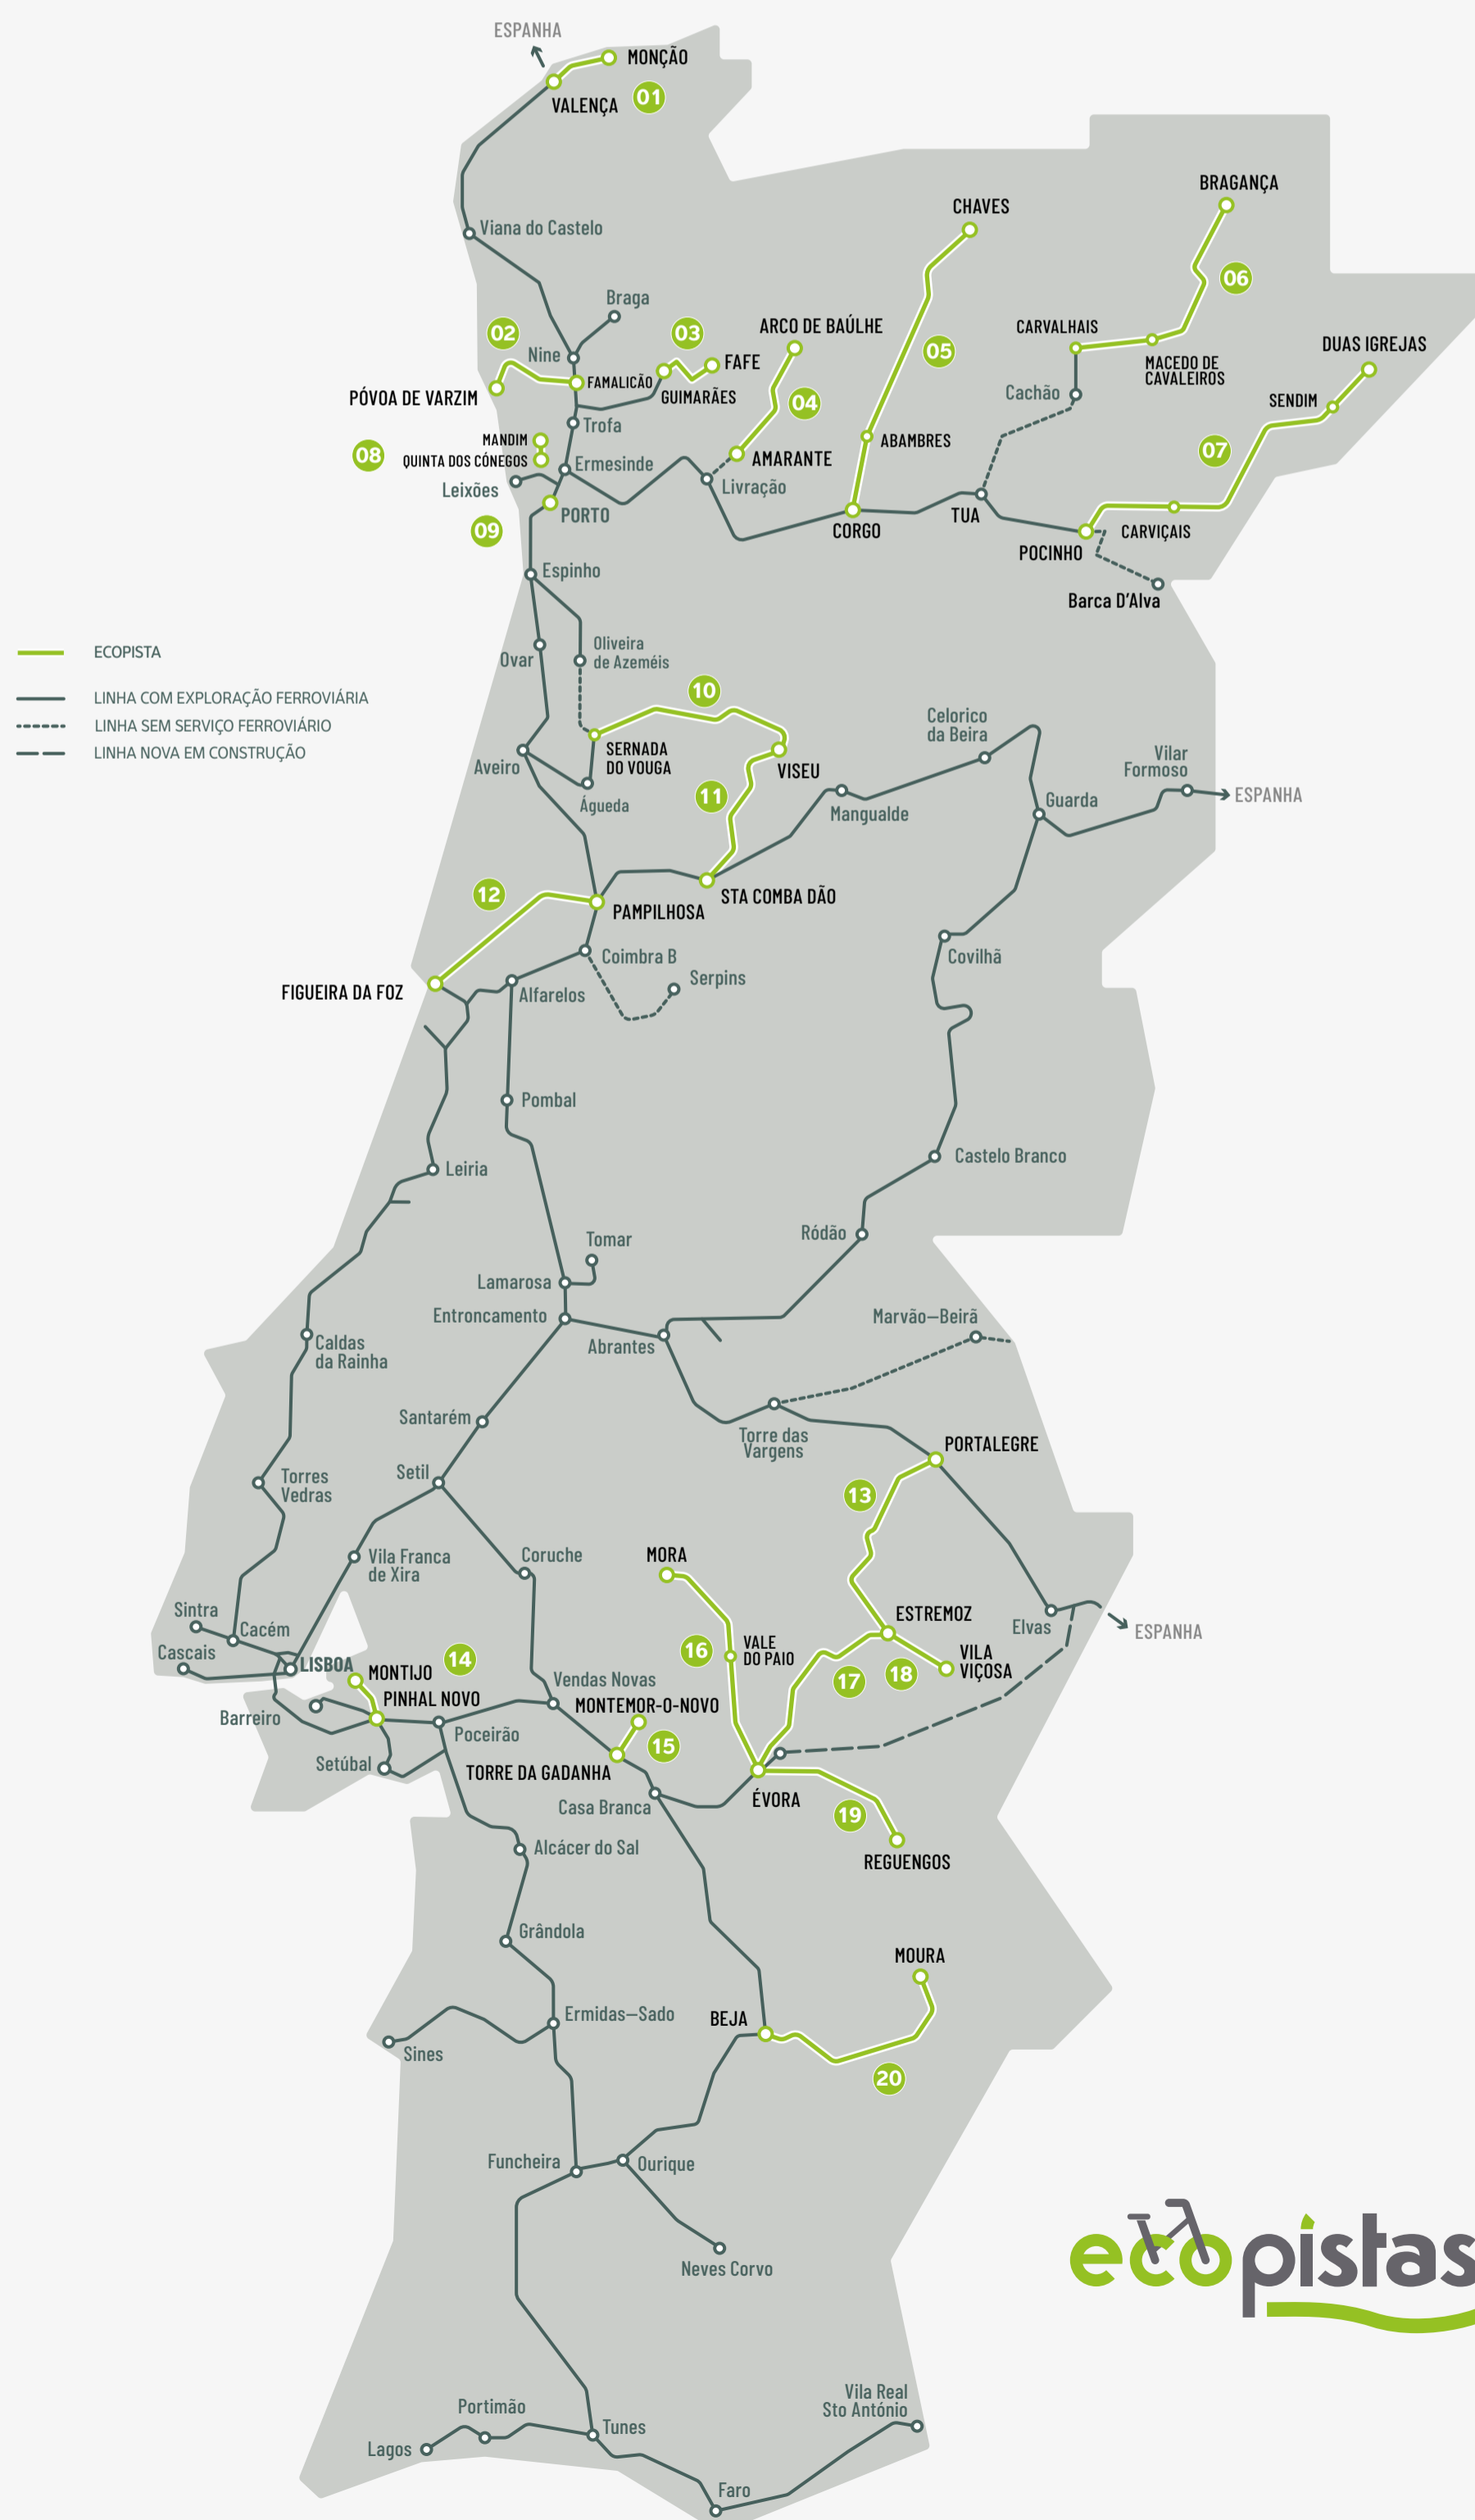 ESPANHA
MONÇÃO
01
VALENÇA
BRAGANÇA
CHAVES
Viana do Castelo
06
Braga
02
03
ARCO DE BAÚLHE
CARVALHAIS
DUAS IGREJAS
Nine
FAFE
05
MACEDO DE
CAVALEIROS
FAMALICÃO
PÓVOA DE VARZIM
GUIMARÃES
04
Cachão
SENDIM
Trofa
MANDIM
ABAMBRES
07
08
QUINTA DOS CÓNEGOS
Ermesinde
AMARANTE
Leixões
Livração
PORTO
TUA
09
CORGO
CARVIÇAIS
POCINHO
Espinho
Barca D'Alva
ECOPISTA
LINHA COM EXPLORAÇÃO FERROVIÁRIA
LINHA SEM SERVIÇO FERROVIÁRIO
LINHA NOVA EM CONSTRUÇÃO
Oliveira
de Azeméis
Ovar
10
Celorico
da Beira
SERNADA
DO VOUGA
Vilar
Formoso
Aveiro
VISEU
11
Águeda
Mangualde
Guarda
ESPANHA
12
STA COMBA DÃO
PAMPILHOSA
Coimbra B
Covilhã
Serpins
FIGUEIRA DA FOZ
Alfarelos
Pombal
Castelo Branco
Leiria
Ródão
Tomar
Lamarosa
Entroncamento
Marvão–Beirã
Abrantes
Caldas
da Rainha
Santarém
Torre das
Vargens
PORTALEGRE
Setil
Torres
Vedras
13
Coruche
MORA
Vila Franca
de Xira
Sintra
ESTREMOZ
Elvas
ESPANHA
Cacém
16
VALE
DO PAIO
Cascais
LISBOA
14
VILA
VIÇOSA
MONTIJO
17
18
Vendas Novas
PINHAL NOVO
MONTEMOR-O-NOVO
Barreiro
Poceirão
15
Setúbal
TORRE DA GADANHA
Casa Branca
ÉVORA
19
Alcácer do Sal
REGUENGOS
Grândola
MOURA
Ermidas–Sado
BEJA
Sines
20
Funcheira
Ourique
ecopistas
Neves Corvo
Vila Real
Sto António
Portimão
Tunes
Lagos
Faro